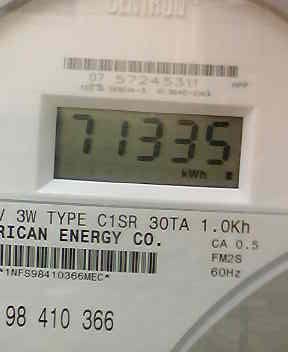 CENTRON
07 57245311
71335
kWh
V 3W TYPE C1SR 30TA 1.0Kh
RICAN ENERGY CO.
CA 0.5
FM2S
*1NFS98410366MEC*
60Hz
98 410 366